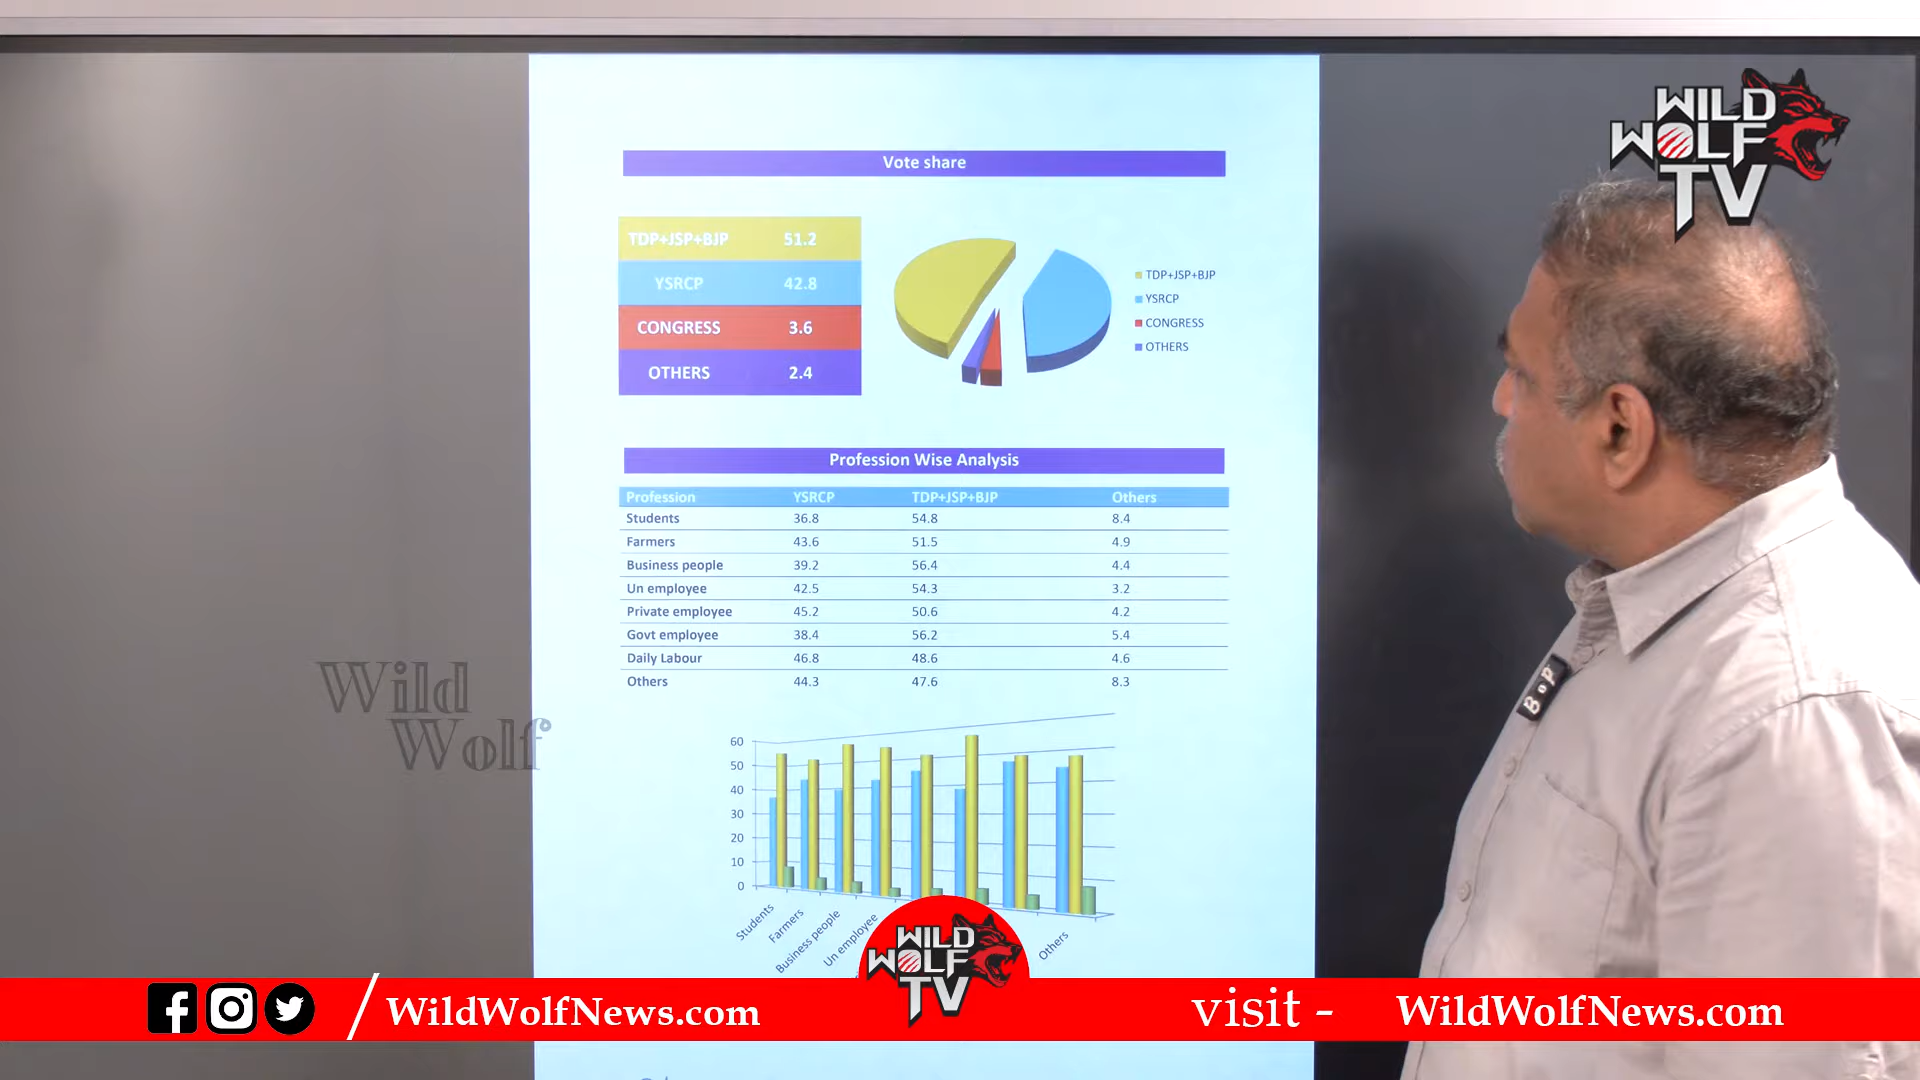 WILD
WOLF
TV
Vote share
TDP+JSP+BJP 51.2
YSRCP 42.8
CONGRESS 3.6
OTHERS 2.4
TDP+JSP+BJP
YSRCP
CONGRESS
OTHERS
Profession Wise Analysis
Profession YSRCP TDP+JSP+BJP Others
Students 36.8 54.8 8.4
Farmers 43.6 51.5 4.9
Business people 39.2 56.4 4.4
Un employee 42.5 54.3 3.2
Private employee 45.2 50.6 4.2
Govt employee 38.4 56.2 5.4
Daily Labour 46.8 48.6 4.6
Others 44.3 47.6 8.3
Wild
Wolf
BoP
60
50
40
30
20
10
0
Students
Farmers
Business people
Un employee
Others
WILD
WOLF
TV
WildWolfNews.com
visit - WildWolfNews.com